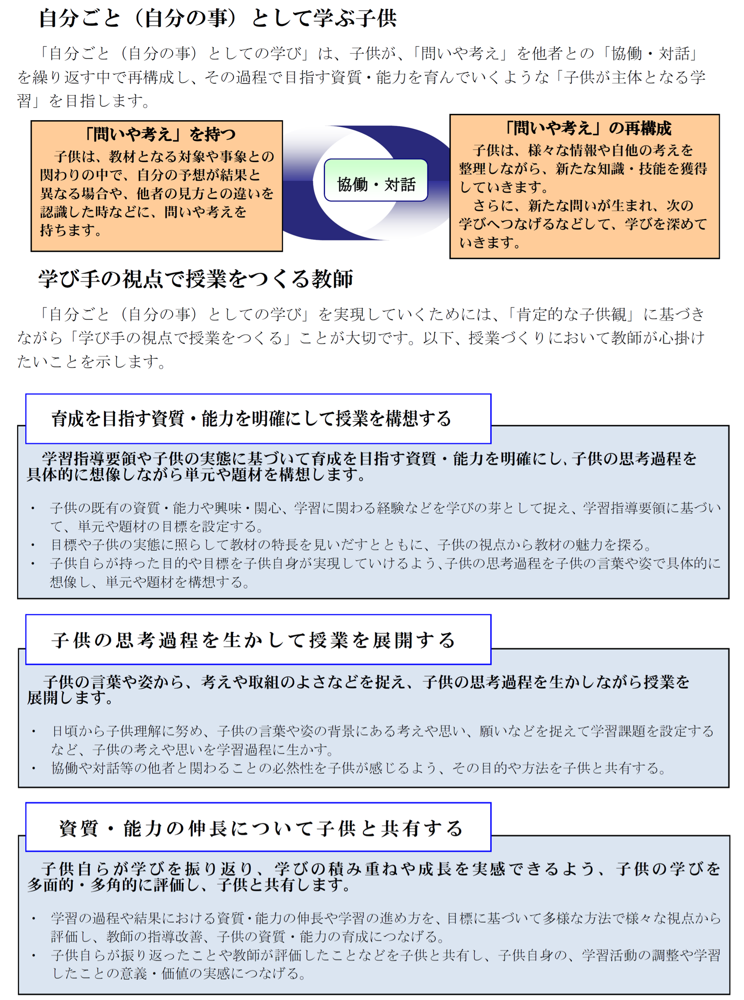 自分ごと（自分の事）として学ぶ子供
「自分ごと（自分の事）としての学び」は、子供が、「問いや考え」を他者との「協働・対話」
を繰り返す中で再構成し、その過程で目指す資質・能力を育んでいくような「子供が主体となる学
習」を目指します。
「問いや考え」を持つ
子供は、教材となる対象や事象との
関わりの中で、自分の予想が結果と
異なる場合や、他者の見方との違いを
認識した時などに、問いや考えを
持ちます。
協働・対話
「問いや考え」の再構成
子供は、様々な情報や自他の考えを
整理しながら、新たな知識・技能を獲得
していきます。
さらに、新たな問いが生まれ、次の
学びへつなげるなどして、学びを深めて
いきます。
学び手の視点で授業をつくる教師
「自分ごと（自分の事）としての学び」を実現していくためには、「肯定的な子供観」に基づき
ながら「学び手の視点で授業をつくる」ことが大切です。以下、授業づくりにおいて教師が心掛け
たいことを示します。
育成を目指す資質・能力を明確にして授業を構想する
学習指導要領や子供の実態に基づいて育成を目指す資質・能力を明確にし、子供の思考過程を
具体的に想像しながら単元や題材を構想します。
・ 子供の既有の資質・能力や興味・関心、学習に関わる経験などを学びの芽として捉え、学習指導要領に基づい
て、単元や題材の目標を設定する。
・ 目標や子供の実態に照らして教材の特長を見いだすとともに、子供の視点から教材の魅力を探る。
・ 子供自らが持った目的や目標を子供自身が実現していけるよう、子供の思考過程を子供の言葉や姿で具体的に
想像し、単元や題材を構想する。
子供の思考過程を生かして授業を展開する
子供の言葉や姿から、考えや取組のよさなどを捉え、子供の思考過程を生かしながら授業を
展開します。
・ 日頃から子供理解に努め、子供の言葉や姿の背景にある考えや思い、願いなどを捉えて学習課題を設定する
など、子供の考えや思いを学習過程に生かす。
・ 協働や対話等の他者と関わることの必然性を子供が感じるよう、その目的や方法を子供と共有する。
資質・能力の伸長について子供と共有する
子供自らが学びを振り返り、学びの積み重ねや成長を実感できるよう、子供の学びを
多面的・多角的に評価し、子供と共有します。
・ 学習の過程や結果における資質・能力の伸長や学習の進め方を、目標に基づいて多様な方法で様々な視点から
評価し、教師の指導改善、子供の資質・能力の育成につなげる。
・ 子供自らが振り返ったことや教師が評価したことなどを子供と共有し、子供自身の、学習活動の調整や学習
したことの意義・価値の実感につなげる。